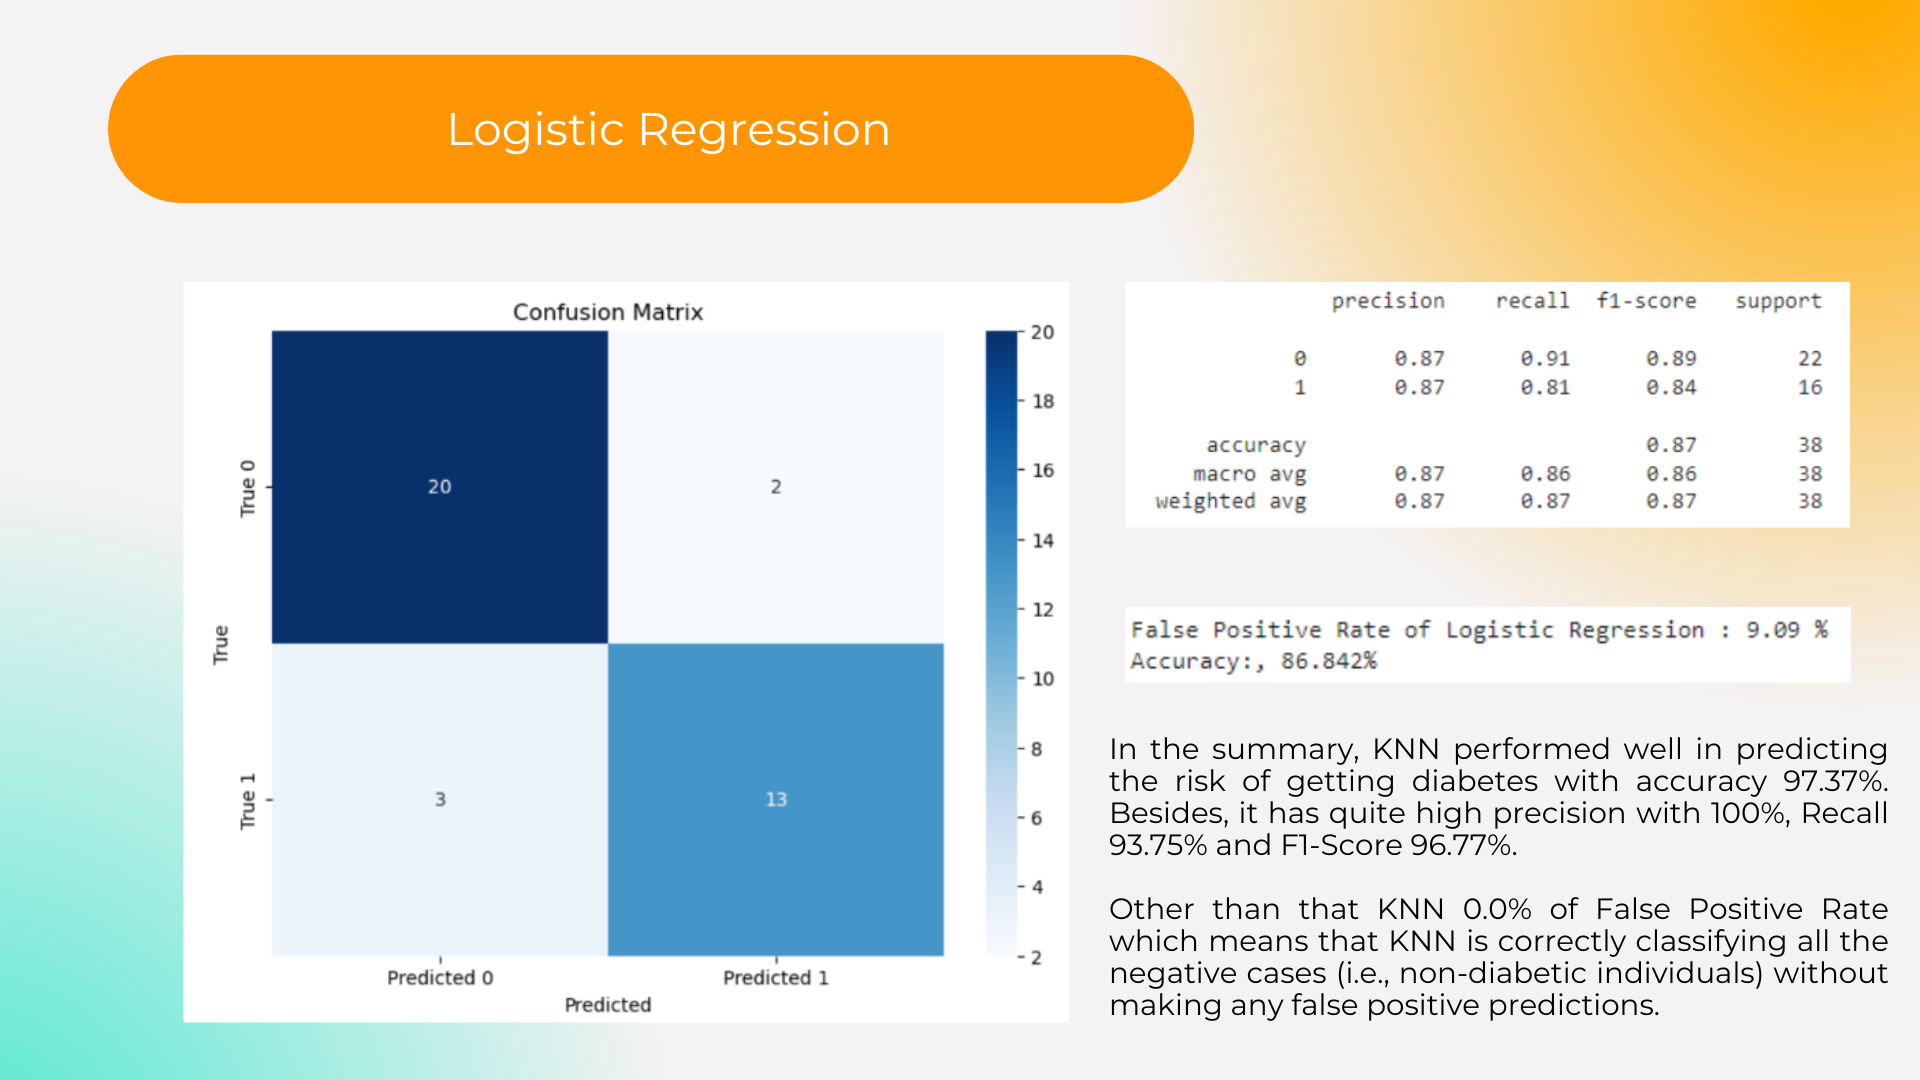 Logistic Regression
Confusion Matrix
True 0
True 1
True
20 2
3 13
Predicted 0 Predicted 1
Predicted
20
18
16
14
12
10
8
6
4
2
precision recall f1-score support
0 0.87 0.91 0.89 22
1 0.87 0.81 0.84 16
accuracy 0.87 38
macro avg 0.87 0.86 0.86 38
weighted avg 0.87 0.87 0.87 38
False Positive Rate of Logistic Regression : 9.09 %
Accuracy:, 86.842%
In the summary, KNN performed well in predicting
the risk of getting diabetes with accuracy 97.37%.
Besides, it has quite high precision with 100%, Recall
93.75% and F1-Score 96.77%.
Other than that KNN 0.0% of False Positive Rate
which means that KNN is correctly classifying all the
negative cases (i.e., non-diabetic individuals) without
making any false positive predictions.